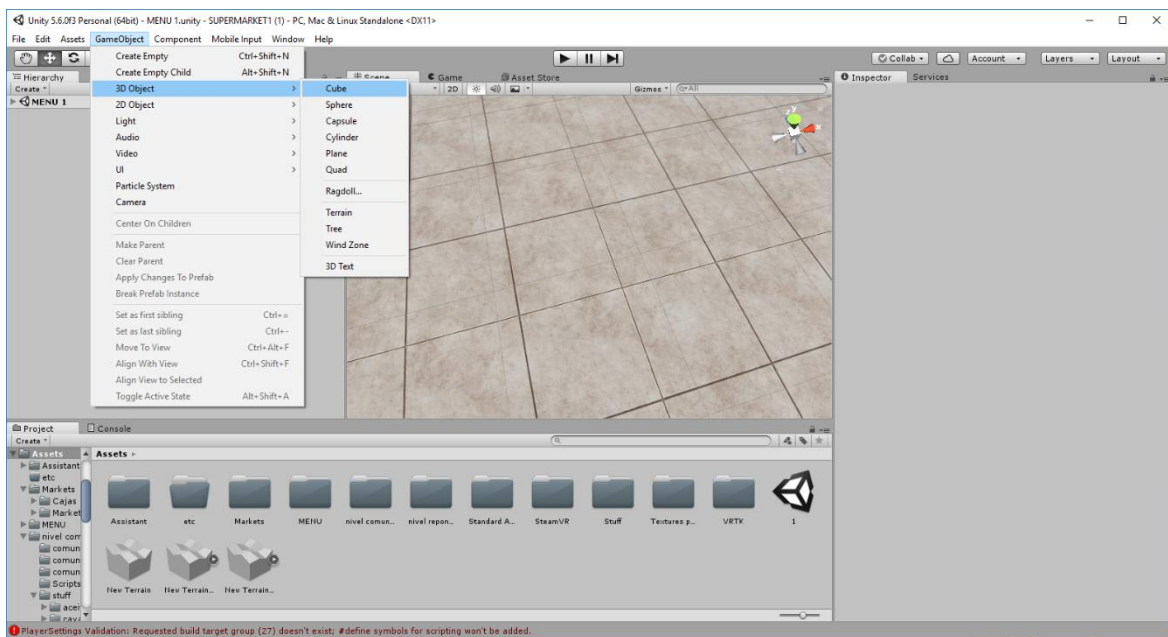 Unity 5.6.0f3 Personal (64bit) - MENU 1.unity - SUPERMARKET1 (1) - PC, Mac & Linux Standalone <DX11>
File Edit Assets GameObject Component Mobile Input Window Help
Collab Account Layers Layout
Hierarchy
Create
MENU 1
Create Empty Ctrl+Shift+N
Create Empty Child Alt+Shift+N
3D Object
2D Object
Light
Audio
Video
UI
Particle System
Camera
Center On Children
Make Parent
Clear Parent
Apply Changes To Prefab
Break Prefab Instance
Set as first sibling Ctrl+=
Set as last sibling Ctrl+-
Move To View Ctrl+Alt+F
Align With View Ctrl+Shift+F
Align View to Selected
Toggle Active State Alt+Shift+A
Cube
Sphere
Capsule
Cylinder
Plane
Quad
Ragdoll...
Terrain
Tree
Wind Zone
3D Text
Scene Game Asset Store
2D Gizmos All
y x
Inspector Services
Project Console
Create
Assets
Assistant
etc
Markets
Cajas
Market
MENU
nivel com
comun
comun
comun
Scripts
stuff
acer
Assets
Assistant etc Markets MENU nivel comun... nivel repon... Standard A... SteamVR Stuff Textures p... VRTK 1
New Terrain New Terrain... New Terrain...
PlayerSettings Validation: Requested build target group (27) doesn't exist; #define symbols for scripting won't be added.